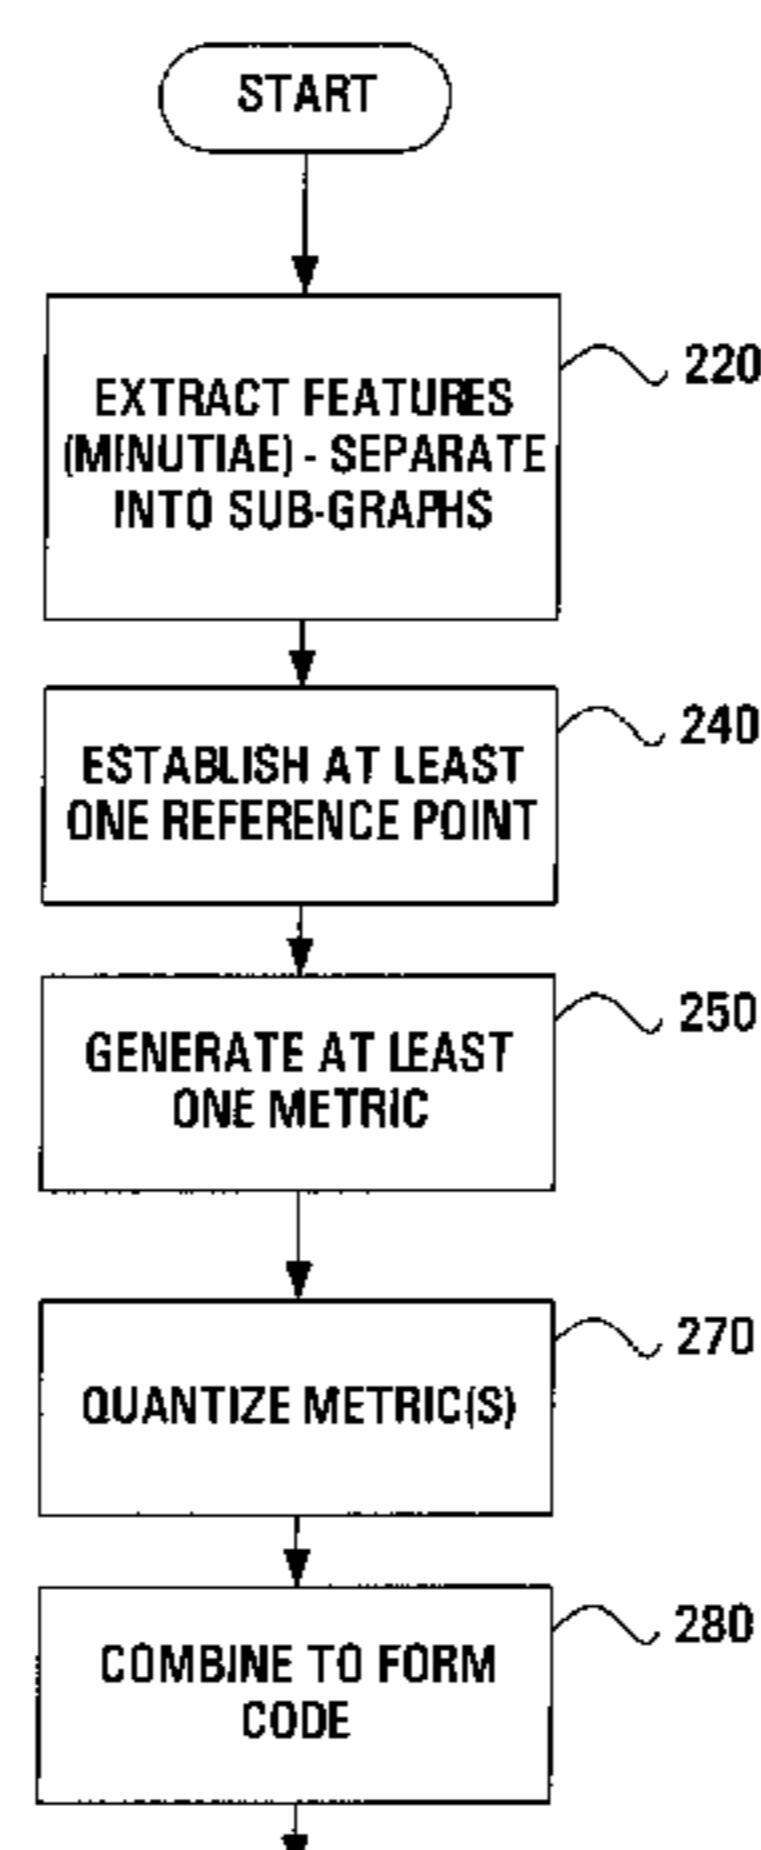 START
EXTRACT FEATURES
(MINUTIAE) - SEPARATE
INTO SUB-GRAPHS
220
ESTABLISH AT LEAST
ONE REFERENCE POINT
240
GENERATE AT LEAST
ONE METRIC
250
QUANTIZE METRIC(S)
270
COMBINE TO FORM
CODE
280